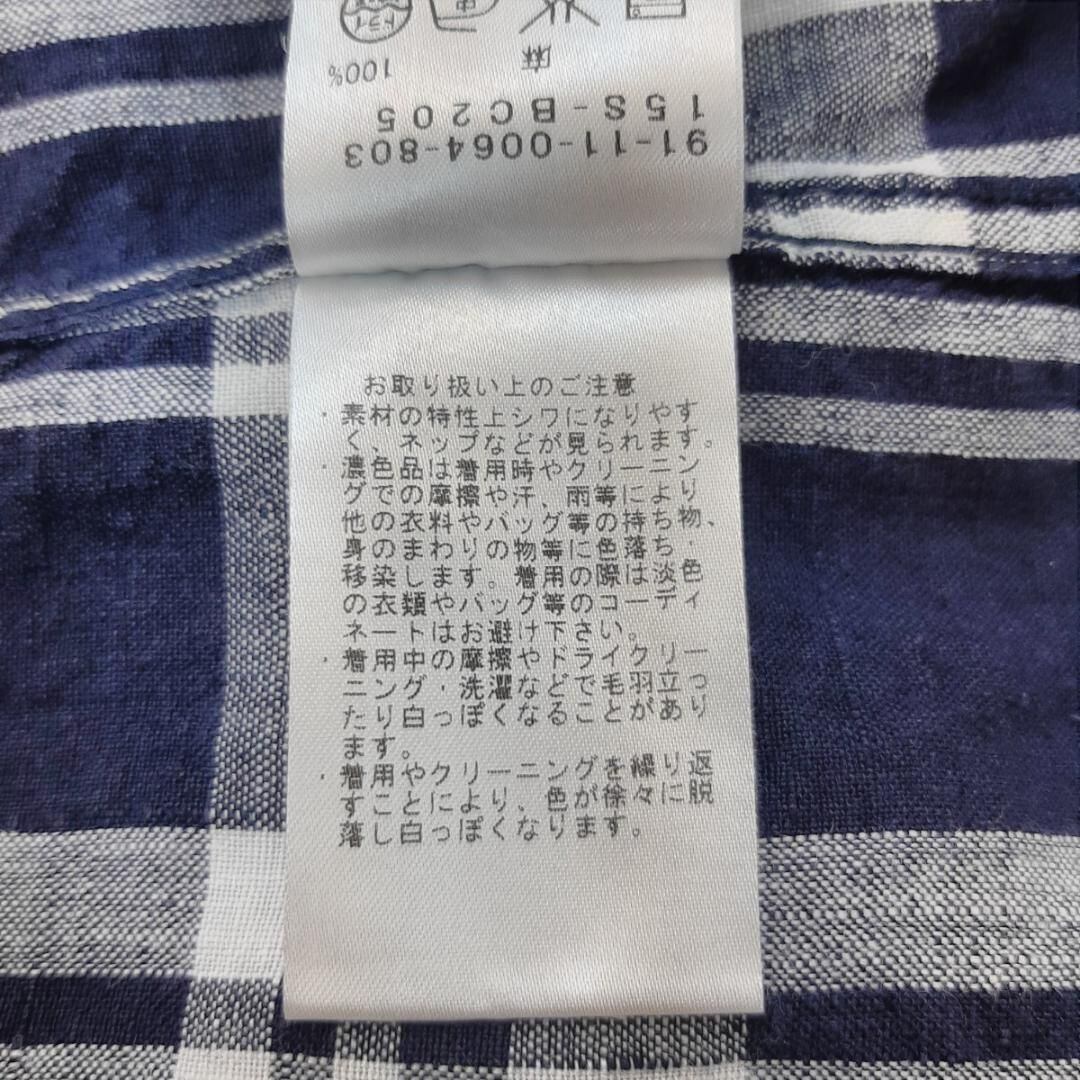 91-11-0064-803
15S-BC205
麻 100%
お取り扱い上のご注意
・素材の特性上シワになりやす
く、ネップなどが見られます。
・濃色品は着用時やクリーニン
グでの摩擦や汗、雨等により
他の衣料やバッグ等の持ち物、
身のまわりの物等に色落ち・
移染します。着用の際は淡色
の衣類やバッグ等のコーディ
ネートはお避け下さい。
・着用中の摩擦やドライクリー
ニング・洗濯などで毛羽立っ
たり白っぽくなることがあり
ます。
・着用やクリーニングを繰り返
すことにより、色が徐々に脱
落し白っぽくなります。